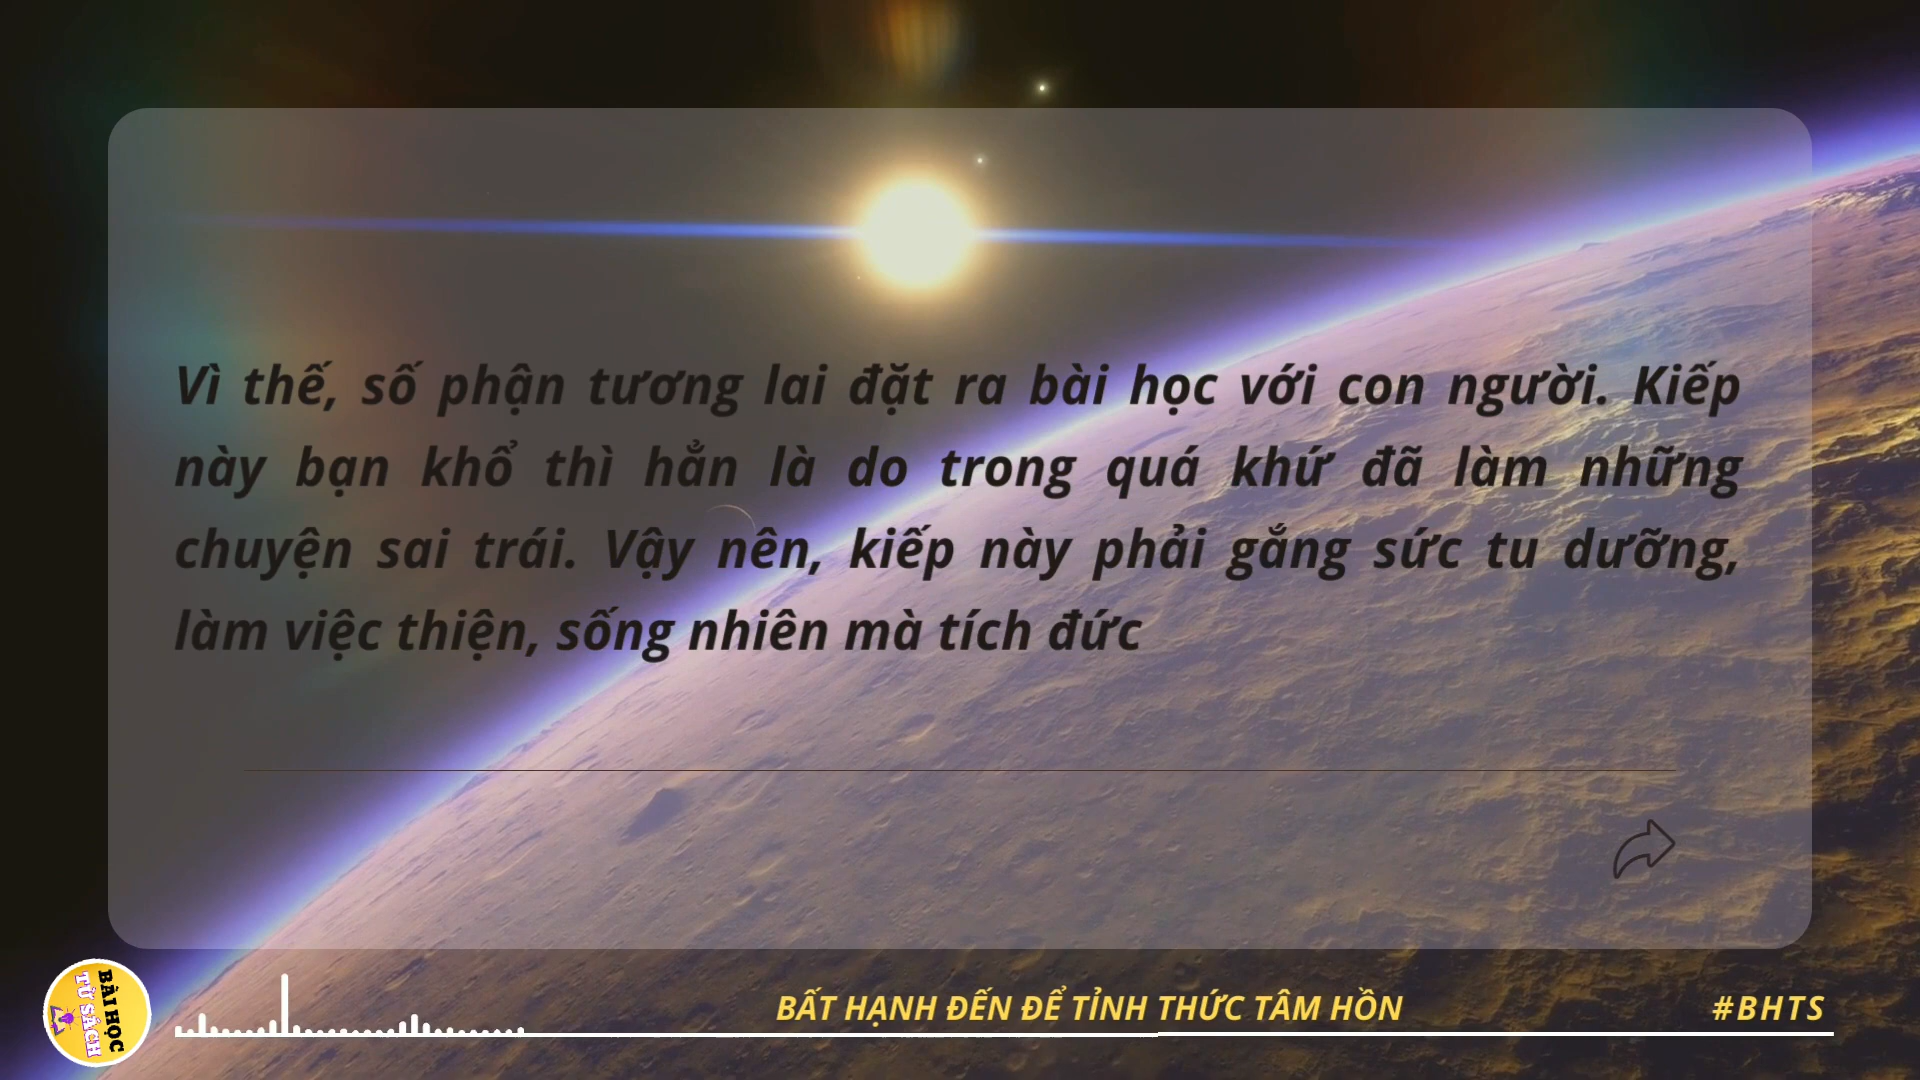 Vì thế, số phận tương lai đặt ra bài học với con người. Kiếp
này bạn khổ thì hẳn là do trong quá khứ đã làm những
chuyện sai trái. Vậy nên, kiếp này phải gắng sức tu dưỡng,
làm việc thiện, sống nhiên mà tích đức
BÀI HỌC
TỪ SÁCH
BẤT HẠNH ĐẾN ĐỂ TỈNH THỨC TÂM HỒN
#BHTS